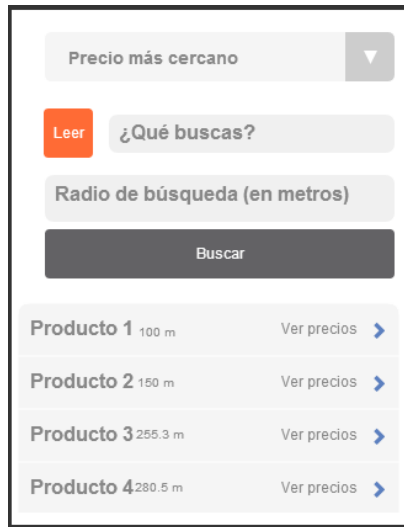 Precio más cercano
Leer ¿Qué buscas?
Radio de búsqueda (en metros)
Buscar
Producto 1 100 m Ver precios
Producto 2 150 m Ver precios
Producto 3 255.3 m Ver precios
Producto 4 280.5 m Ver precios